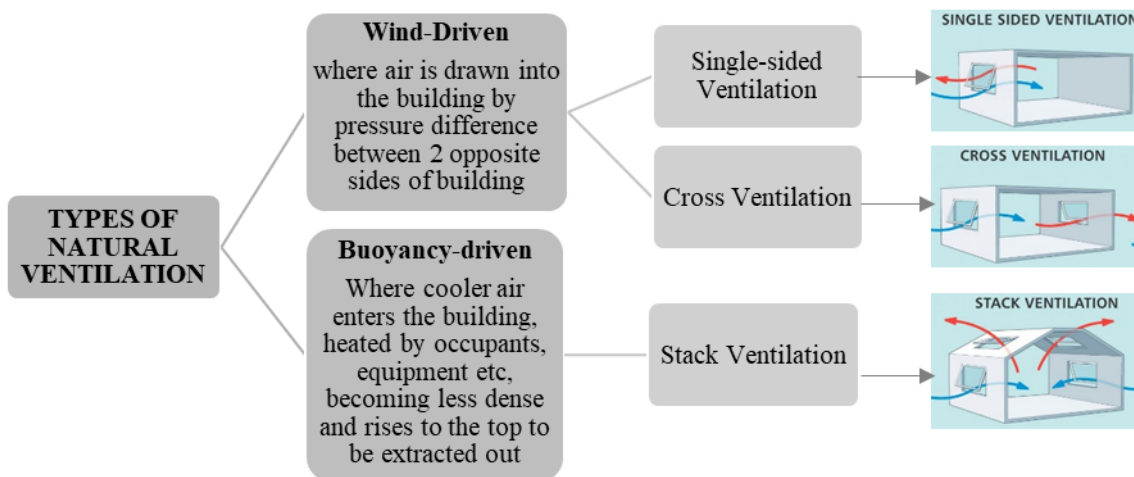 TYPES OF
NATURAL
VENTILATION
Wind-Driven
where air is drawn into
the building by
pressure difference
between 2 opposite
sides of building
Single-sided
Ventilation
SINGLE SIDED VENTILATION
Cross Ventilation
CROSS VENTILATION
Buoyancy-driven
Where cooler air
enters the building,
heated by occupants,
equipment etc,
becoming less dense
and rises to the top to
be extracted out
Stack Ventilation
STACK VENTILATION